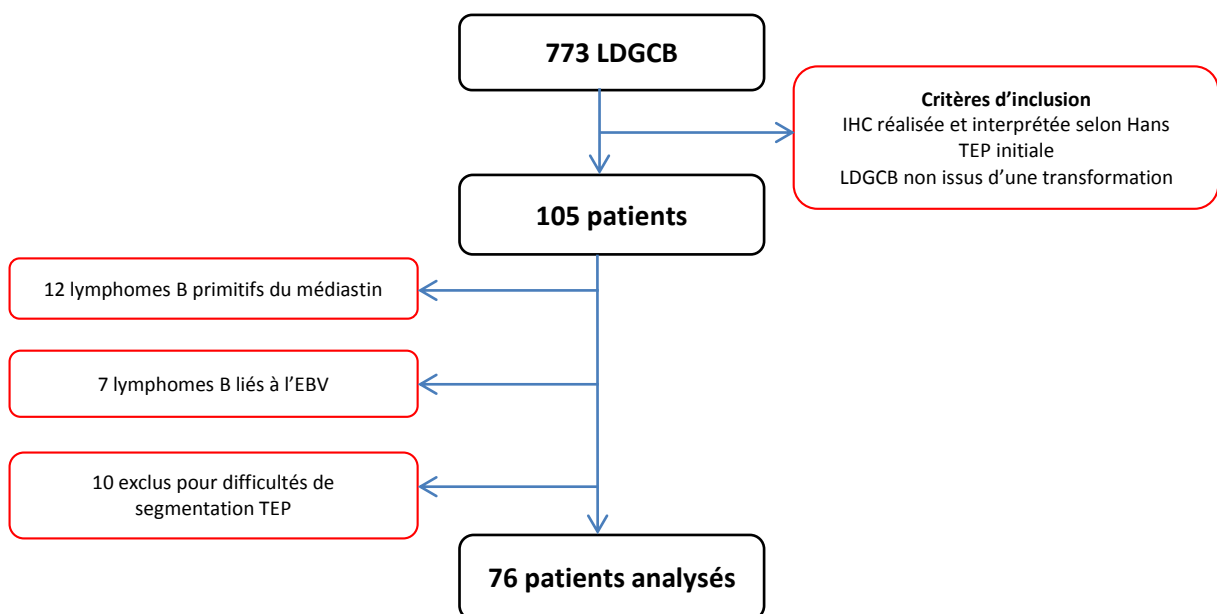 773 LDGCB
Critères d’inclusion
IHC réalisée et interprétée selon Hans
TEP initiale
LDGCB non issus d’une transformation
105 patients
12 lymphomes B primitifs du médiastin
7 lymphomes B liés à l’EBV
10 exclus pour difficultés de
segmentation TEP
76 patients analysés